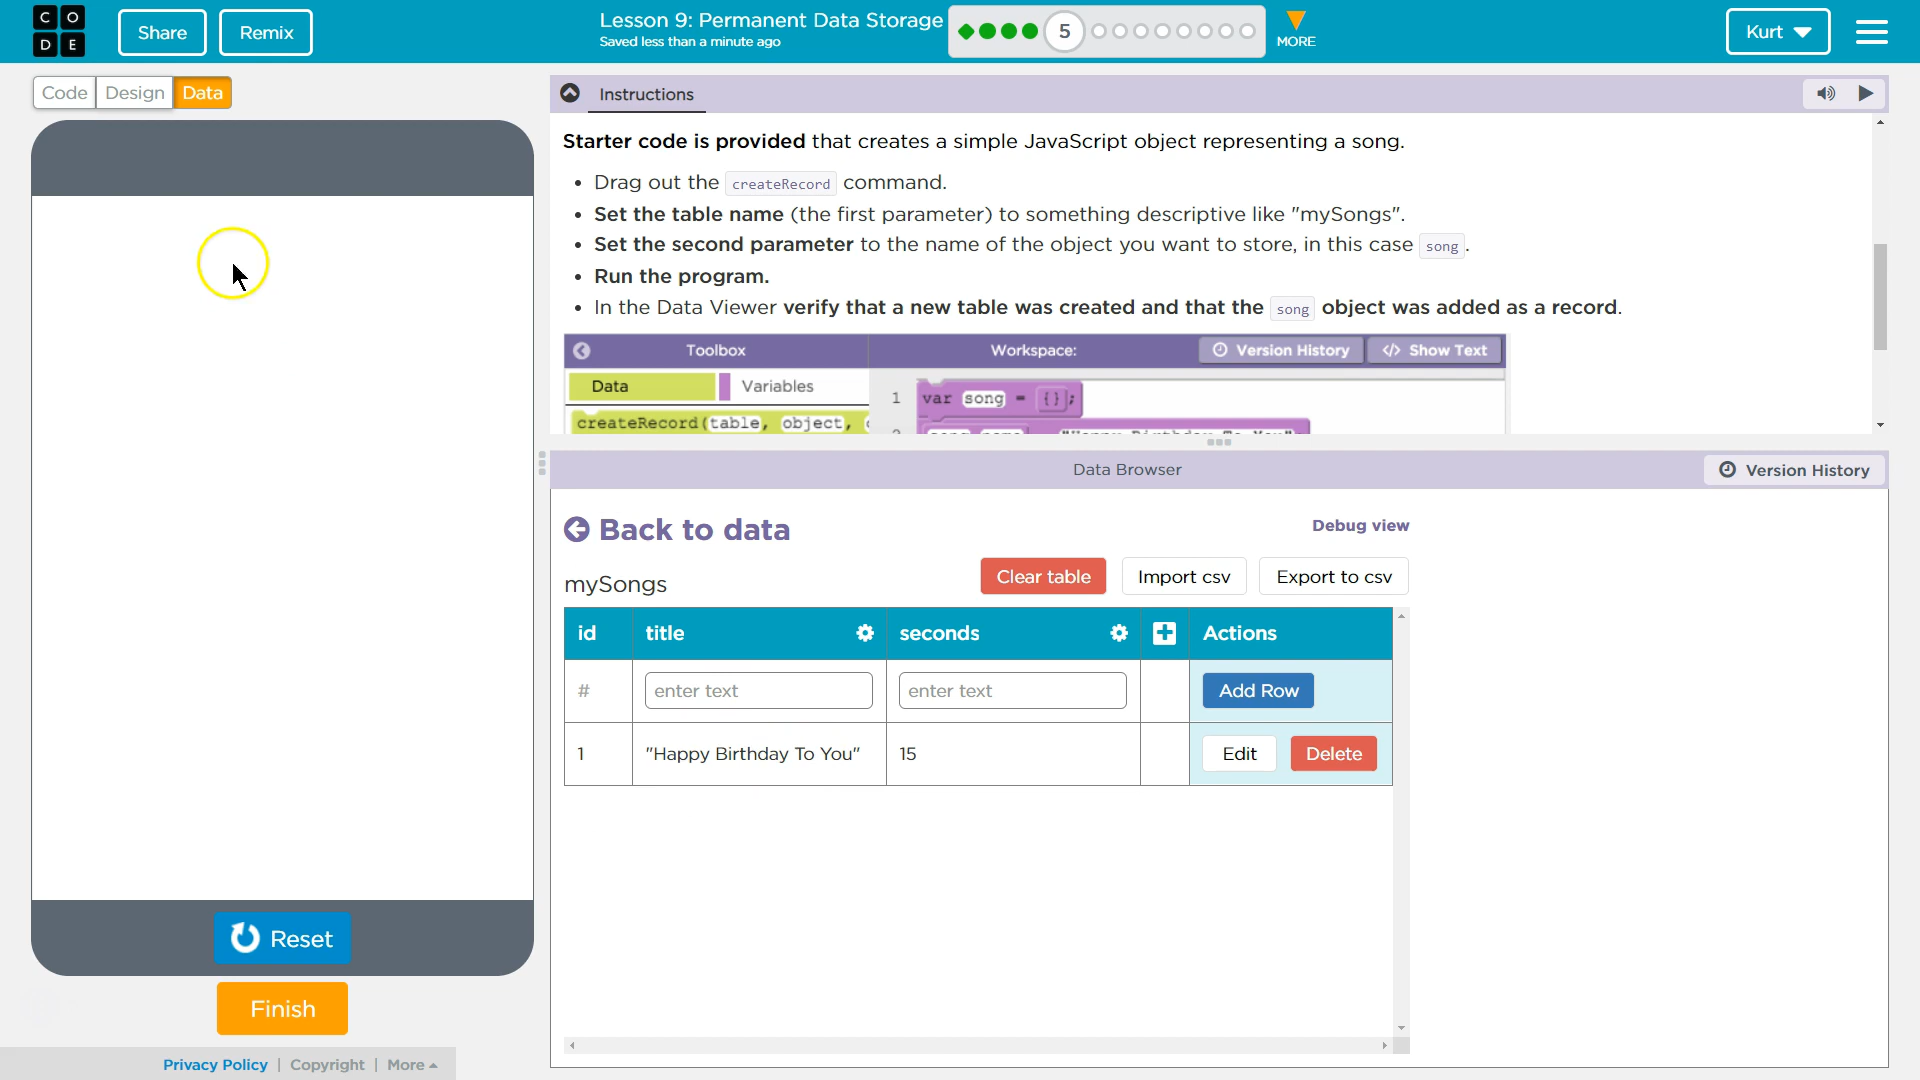 C O
D E
Share
Remix
Lesson 9: Permanent Data Storage
Saved less than a minute ago
5
MORE
Kurt
Code
Design
Data
Instructions
Starter code is provided that creates a simple JavaScript object representing a song.
• Drag out the createRecord command.
• Set the table name (the first parameter) to something descriptive like "mySongs".
• Set the second parameter to the name of the object you want to store, in this case song.
• Run the program.
• In the Data Viewer verify that a new table was created and that the song object was added as a record.
Toolbox
Workspace:
Version History
</> Show Text
Data
Variables
1 var song = {};
createRecord(table, object,
Data Browser
Version History
Back to data
Debug view
mySongs
Clear table
Import csv
Export to csv
id title seconds Actions
# enter text enter text Add Row
1 "Happy Birthday To You" 15 Edit Delete
Reset
Finish
Privacy Policy | Copyright | More